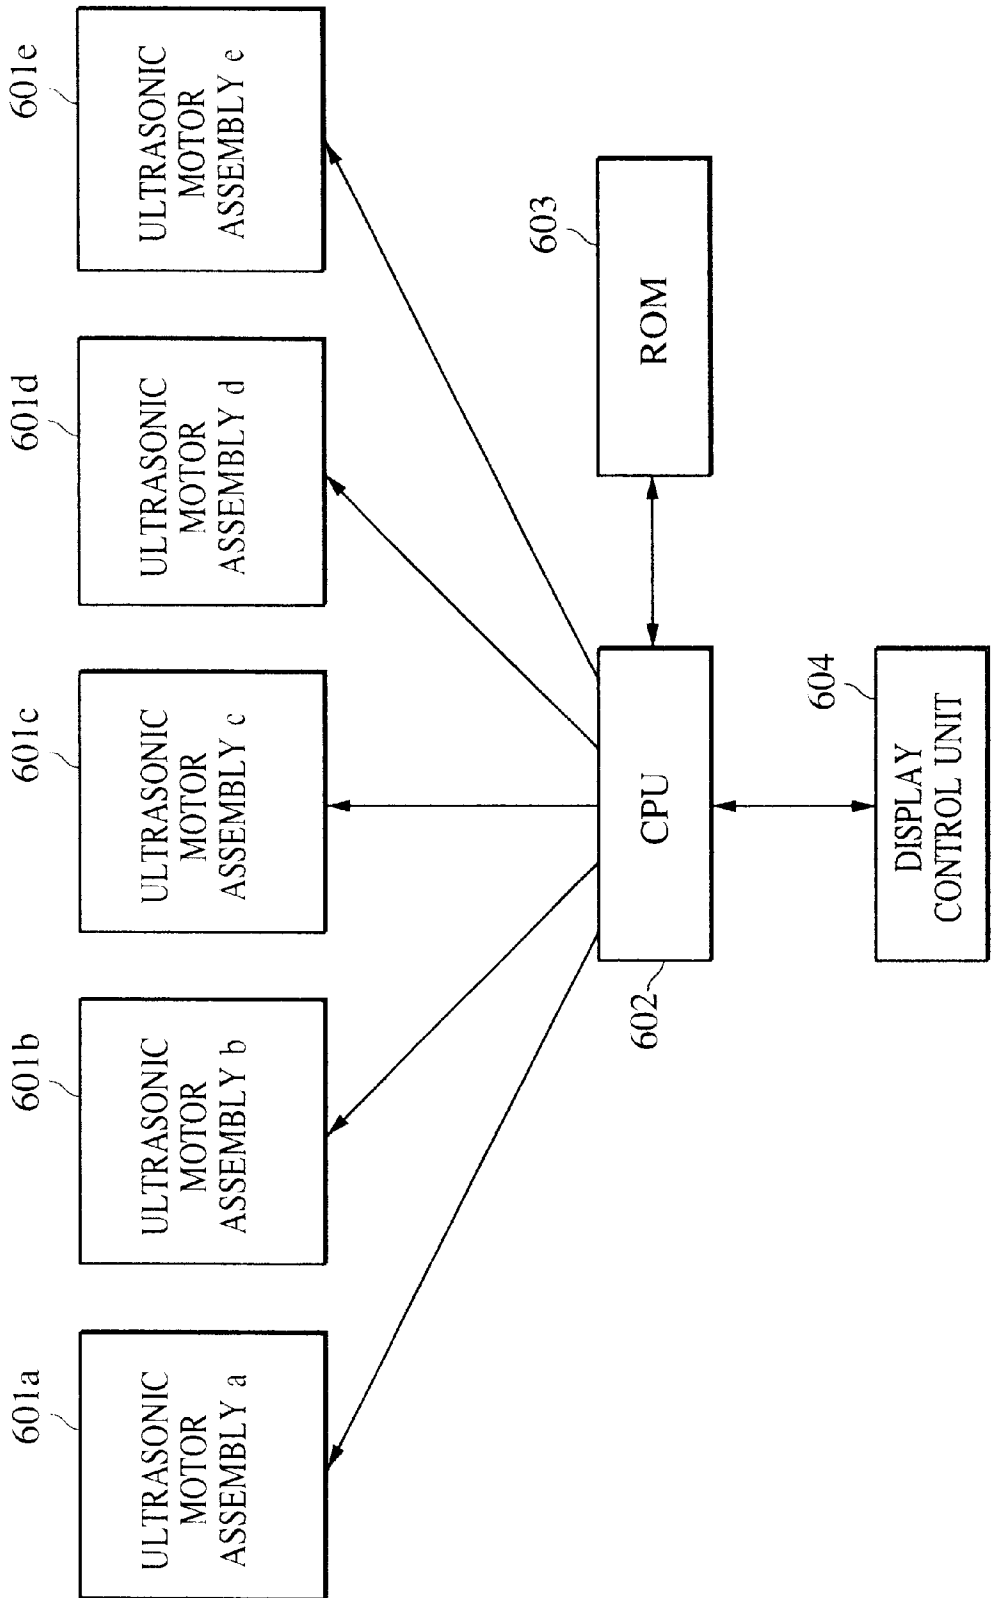 601a
ULTRASONIC
MOTOR
ASSEMBLY a
601b
ULTRASONIC
MOTOR
ASSEMBLY b
601c
ULTRASONIC
MOTOR
ASSEMBLY c
601d
ULTRASONIC
MOTOR
ASSEMBLY d
601e
ULTRASONIC
MOTOR
ASSEMBLY e
602
CPU
603
ROM
604
DISPLAY
CONTROL UNIT